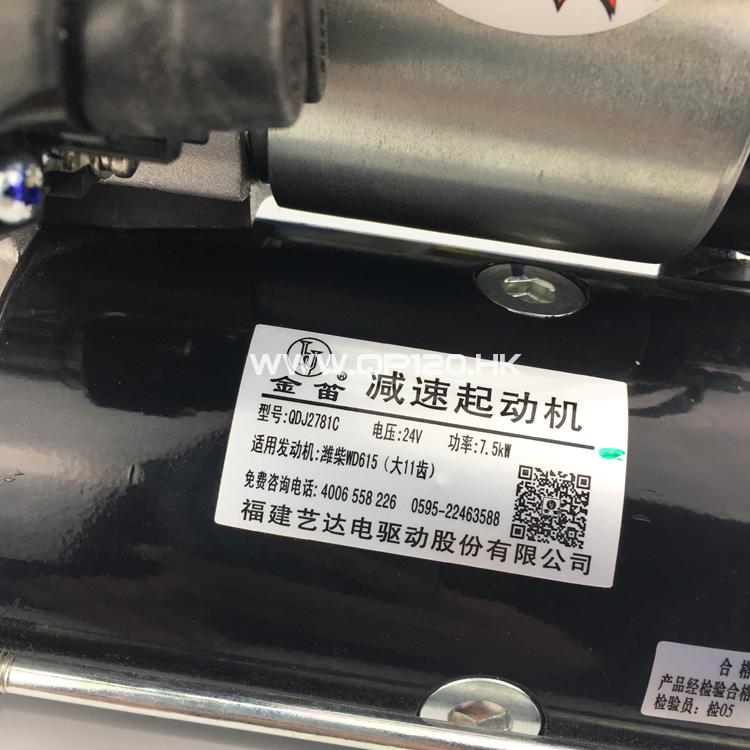 WWW.QP120.HK
金笛® 减速起动机
型号:QDJ2781C 电压:24V 功率:7.5kW
适用发动机:潍柴WD615（大11齿）
免费咨询电话:4006 558 226 0595-22463588
福建艺达电驱动股份有限公司
合格
产品经检验合格
检验员:检05